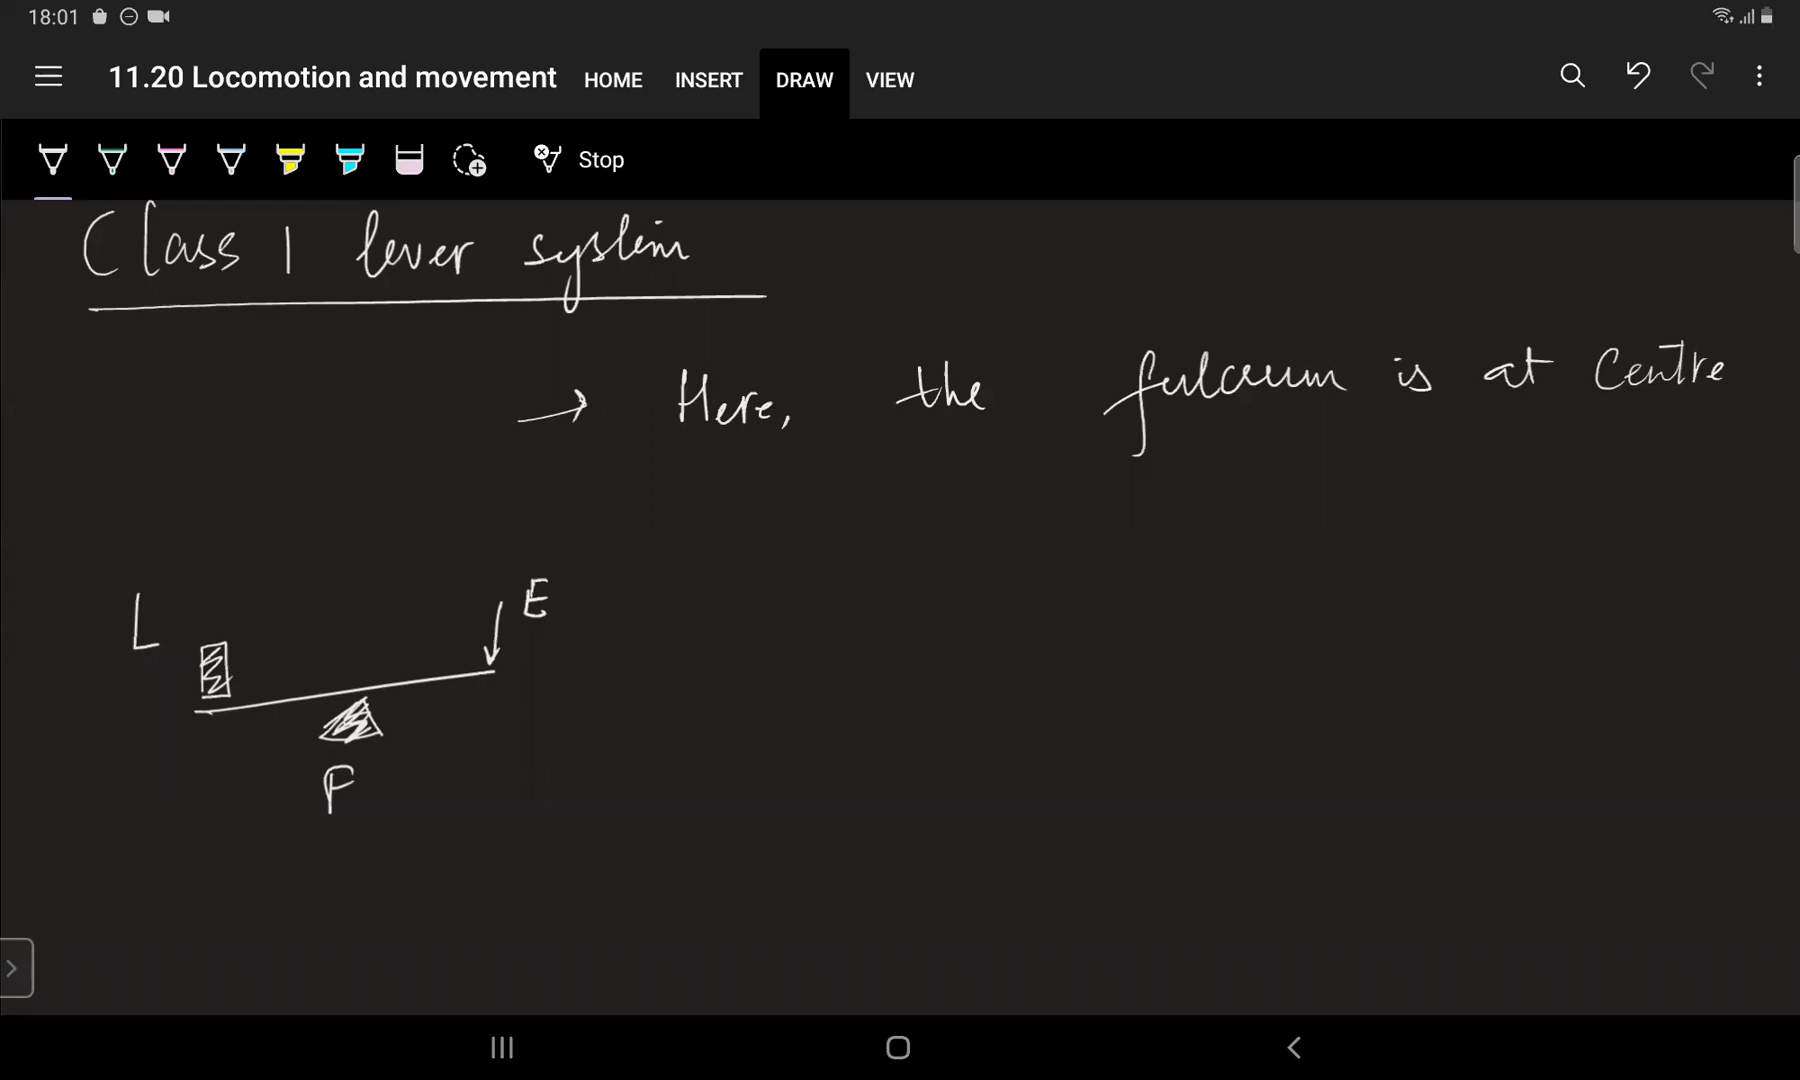 18:01
11.20 Locomotion and movement HOME INSERT DRAW VIEW
Stop
Class 1 lever system
→ Here, the fulcrum is at Centre
L E
F